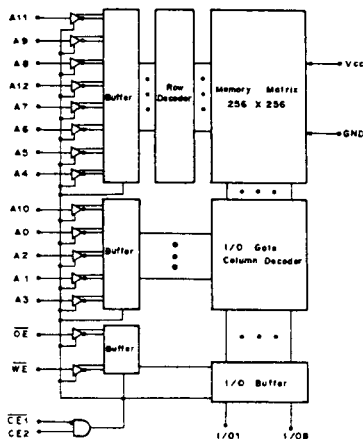 A11
A9
A8
A12
A7
A6
A5
A4
Buffer
Row
Decoder
Memory Matrix
256 X 256
Vcc
GND
A10
A0
A2
A1
A3
Buffer
I/O Gate
Column Decoder
OE
WE
Buffer
I/O Buffer
CE1
CE2
I/O1
I/O8